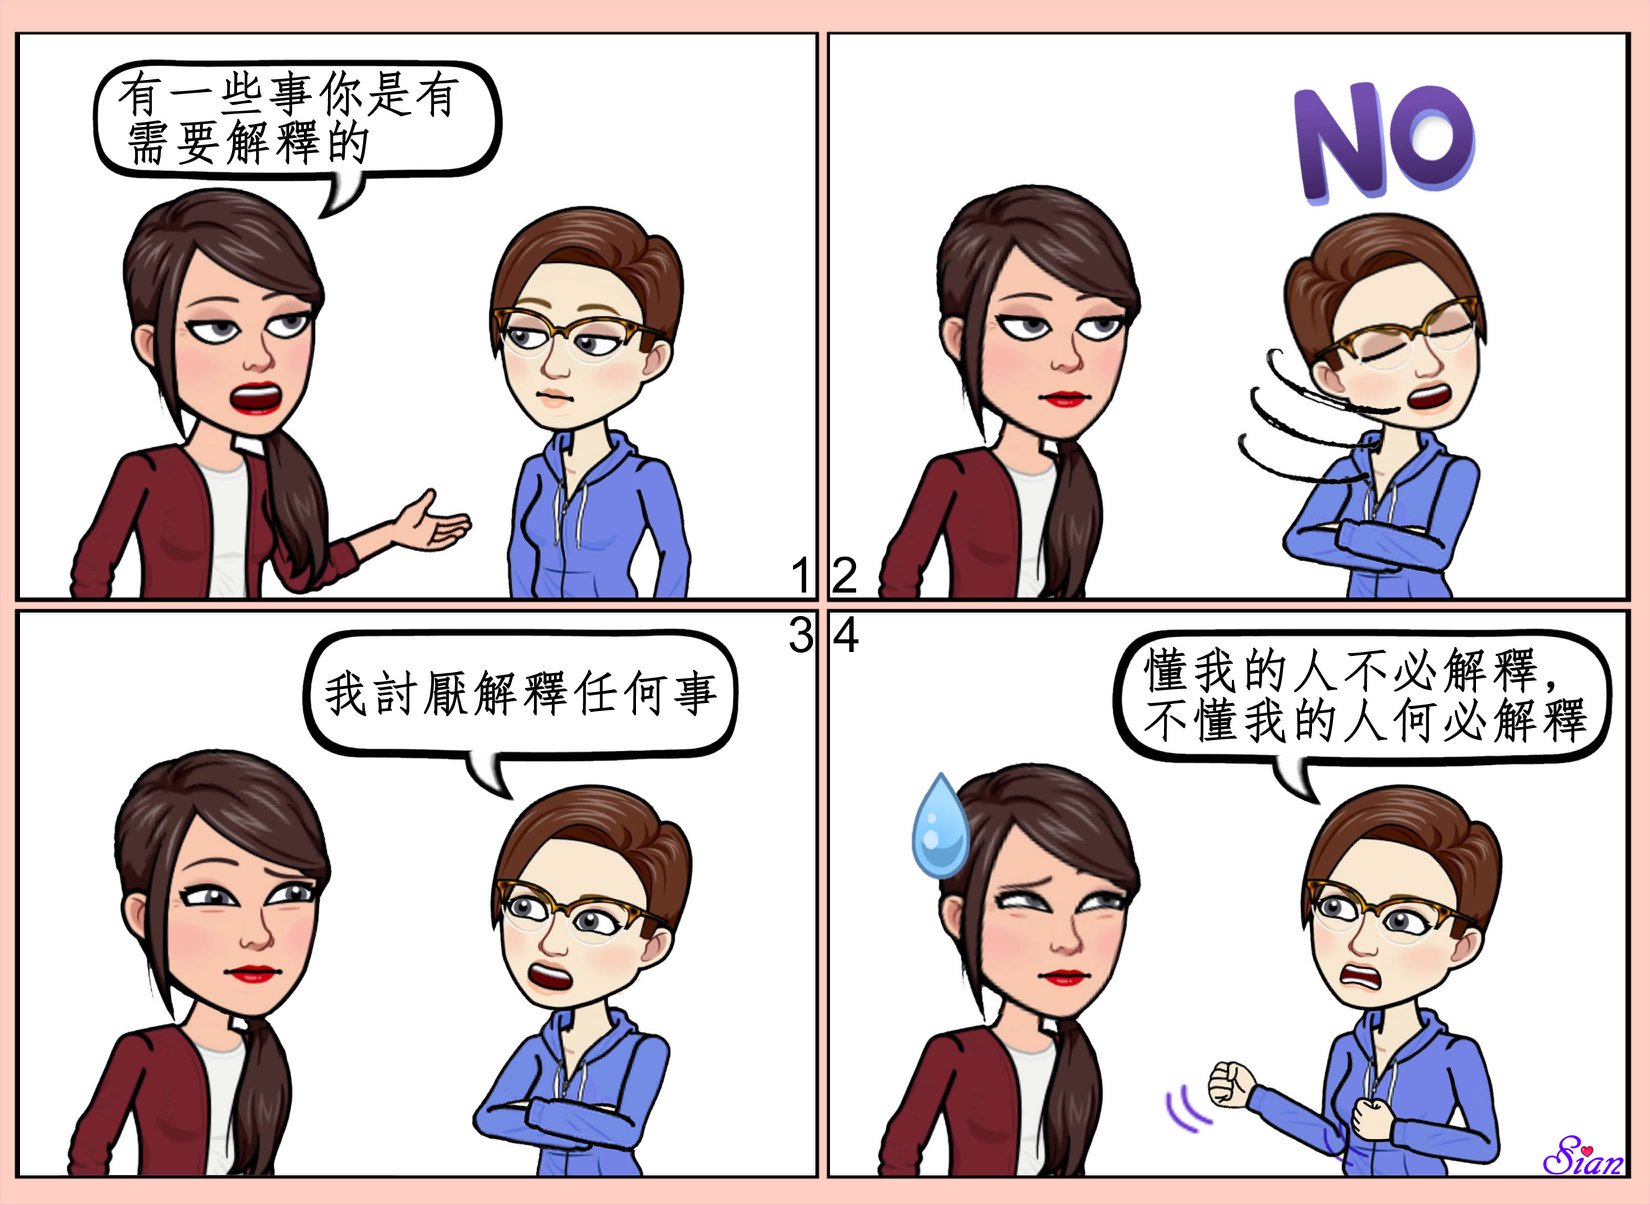 有一些事你是有
需要解釋的
1
2
NO
3
我討厭解釋任何事
4
懂我的人不必解釋，
不懂我的人何必解釋
Sian